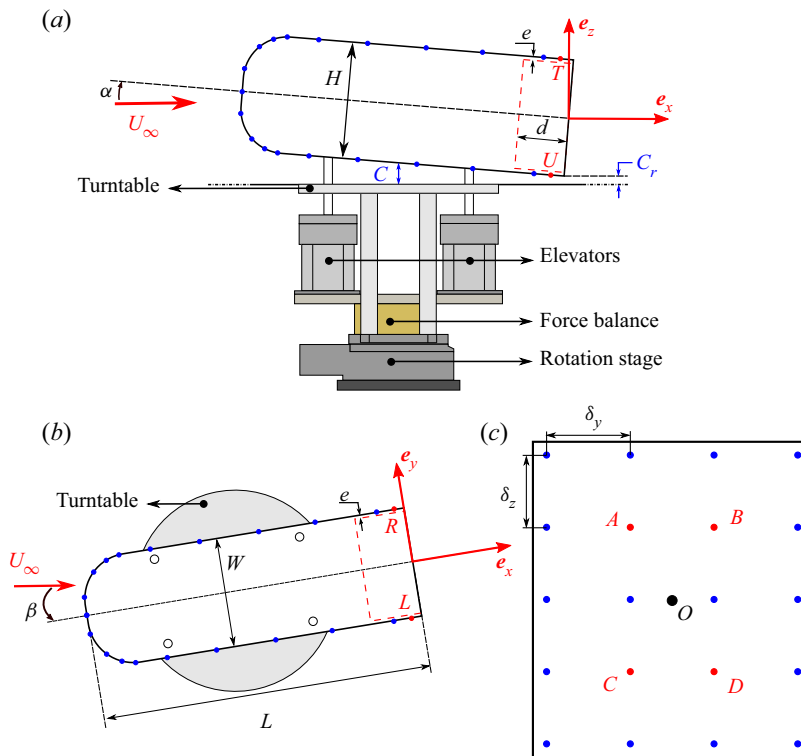 (a)
e
e_z
H
T
α
U_∞
d
e_x
U
C
C_r
Turntable
Elevators
Force balance
Rotation stage
(b)
(c)
e_y
δ_y
Turntable
e
R
δ_z
A
B
U_∞
W
e_x
β
L
O
C
D
L